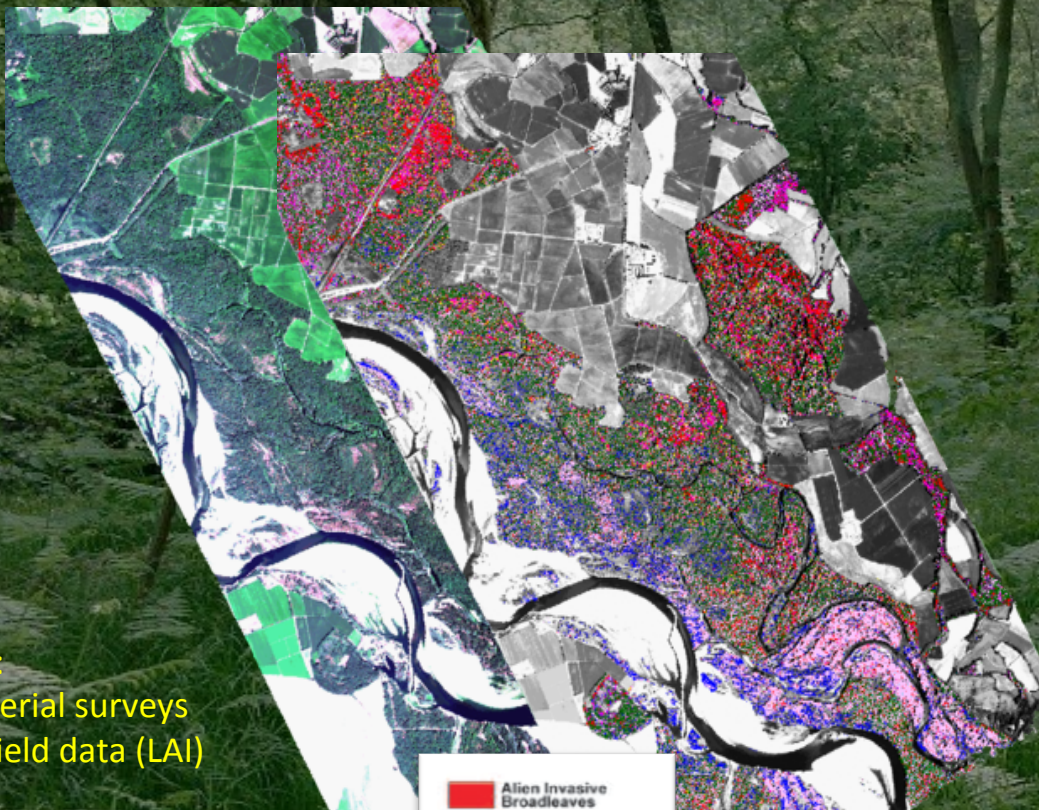 :
erial surveys
ield data (LAI)
Alien Invasive
Broadleaves